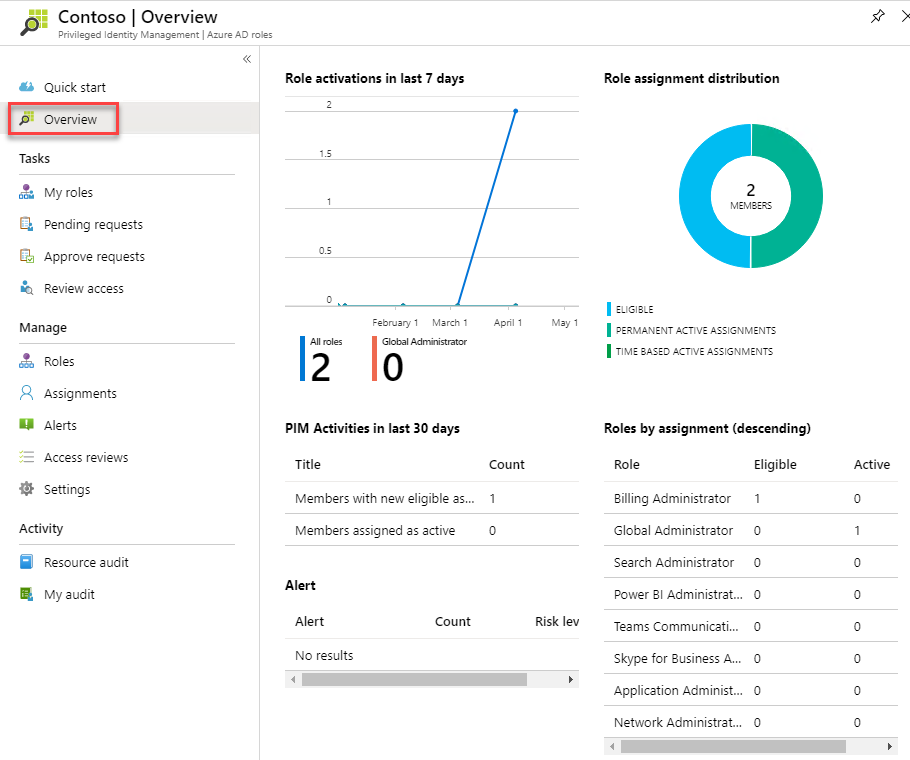 Contoso | Overview
Privileged Identity Management | Azure AD roles
«
Quick start
Overview
Tasks
My roles
Pending requests
Approve requests
Review access
Manage
Roles
Assignments
Alerts
Access reviews
Settings
Activity
Resource audit
My audit
Role activations in last 7 days
2
1.5
1
0.5
0
February 1 March 1 April 1 May 1
All roles
2
Global Administrator
0
Role assignment distribution
2
MEMBERS
ELIGIBLE
PERMANENT ACTIVE ASSIGNMENTS
TIME BASED ACTIVE ASSIGNMENTS
PIM Activities in last 30 days
Title Count
Members with new eligible as... 1
Members assigned as active 0
Alert
Alert Count Risk lev
No results
Roles by assignment (descending)
Role Eligible Active
Billing Administrator 1 0
Global Administrator 0 1
Search Administrator 0 0
Power BI Administrat... 0 0
Teams Communicati... 0 0
Skype for Business A... 0 0
Application Administ... 0 0
Network Administrat... 0 0